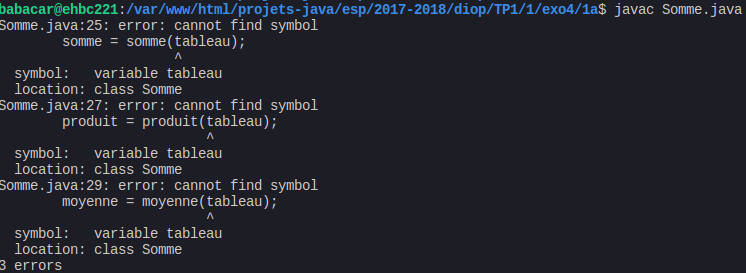 babacar@ehbc221:/var/www/html/projets-java/esp/2017-2018/diop/TP1/1/exo4/1a$ javac Somme.java
Somme.java:25: error: cannot find symbol
        somme = somme(tableau);
                      ^
  symbol:   variable tableau
  location: class Somme
Somme.java:27: error: cannot find symbol
        produit = produit(tableau);
                          ^
  symbol:   variable tableau
  location: class Somme
Somme.java:29: error: cannot find symbol
        moyenne = moyenne(tableau);
                          ^
  symbol:   variable tableau
  location: class Somme
3 errors